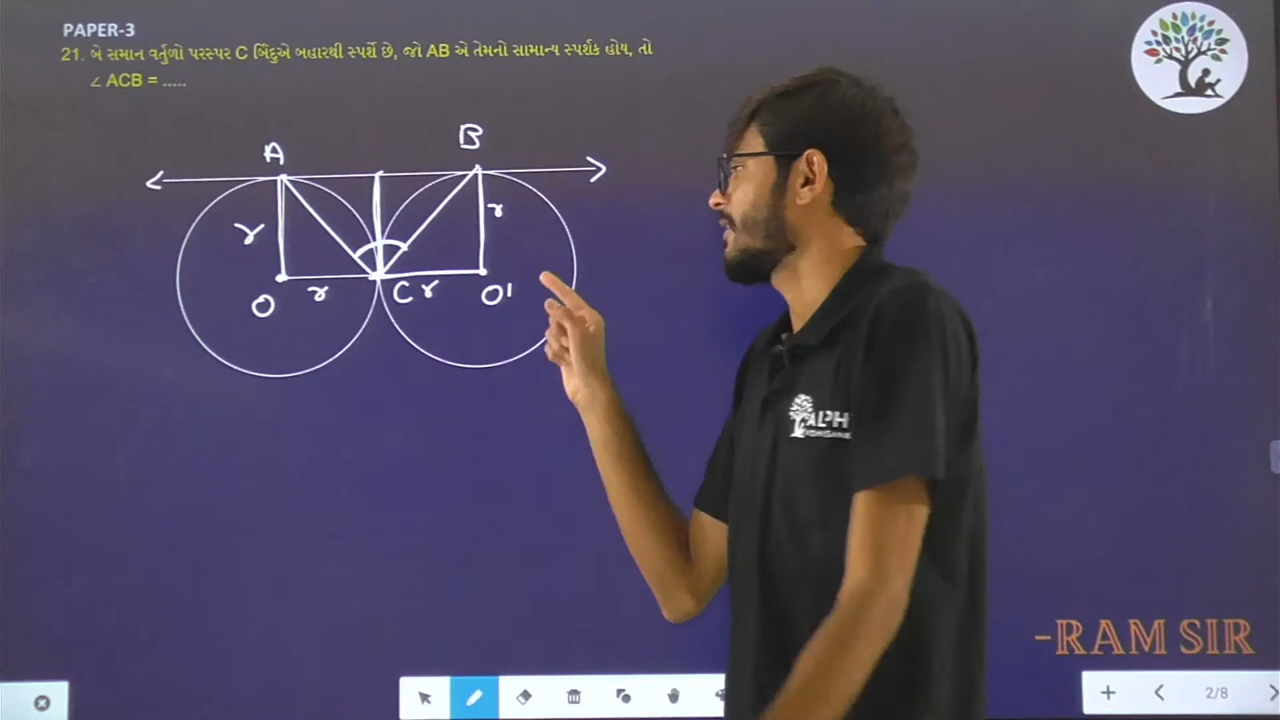 PAPER-3
21. બે સમાન વર્તુળો પરસ્પર C બિંદુએ બહારથી સ્પર્શે છે, જો AB એ તેમનો સામાન્ય સ્પર્શક હોય, તો
∠ ACB = .....
A B
r r
O r C r O'
ALPH
-RAM SIR
2/8